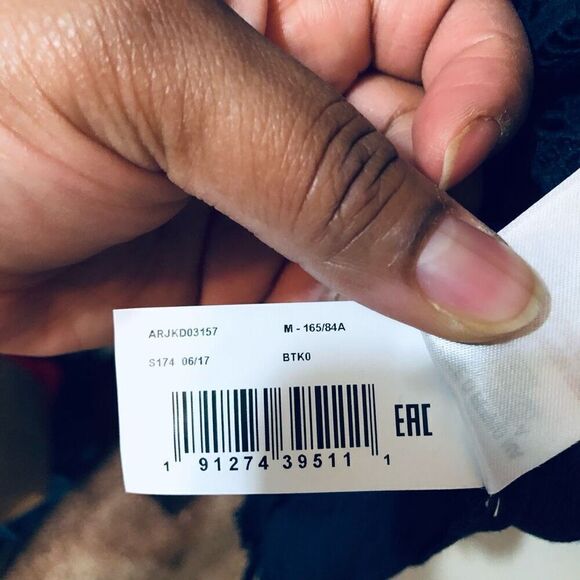 ARJKD03157 M - 165/84A
S174 06/17 BTK0
EAC
1 91274 39511 1